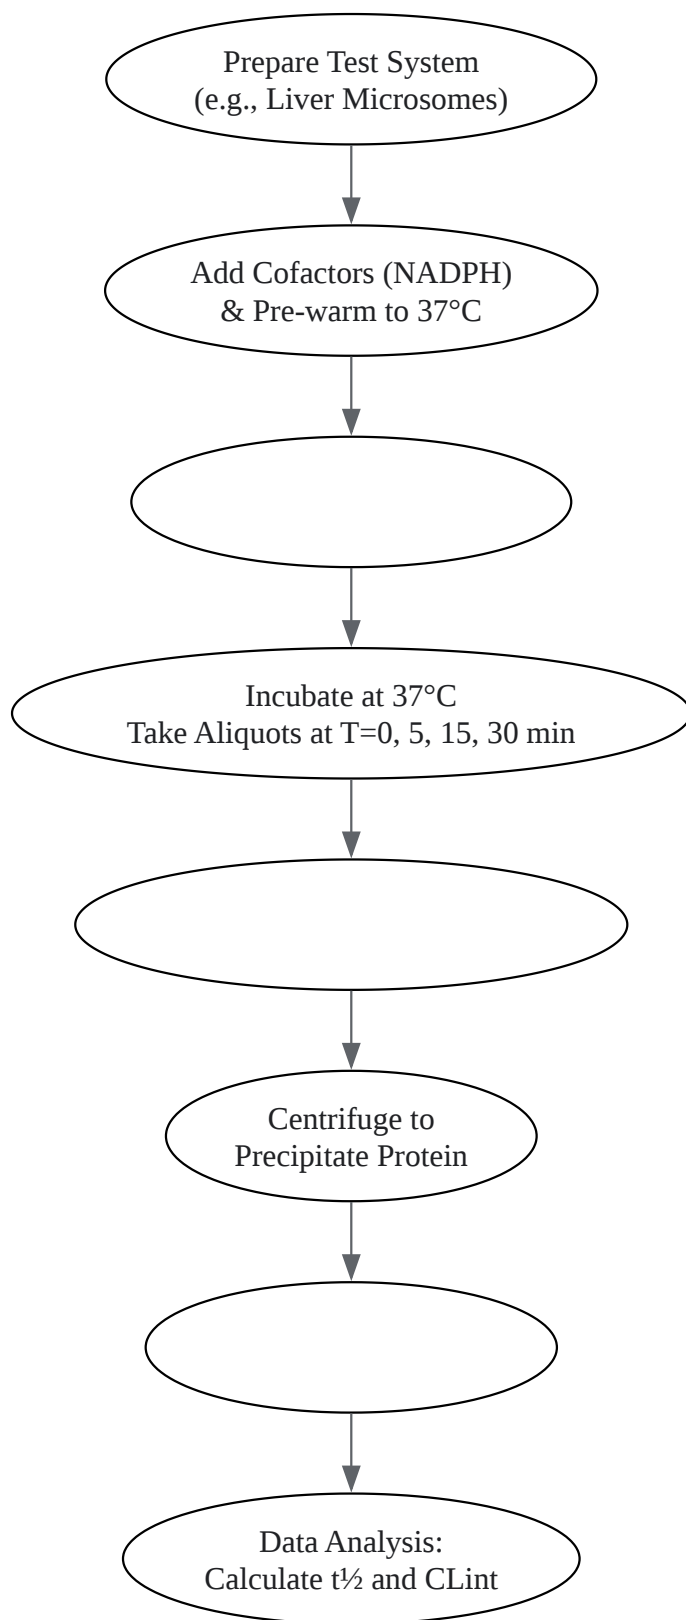 Prepare Test System
(e.g., Liver Microsomes)
Add Cofactors (NADPH)
& Pre-warm to 37°C
Incubate at 37°C
Take Aliquots at T=0, 5, 15, 30 min
Centrifuge to
Precipitate Protein
Data Analysis:
Calculate t½ and CLint